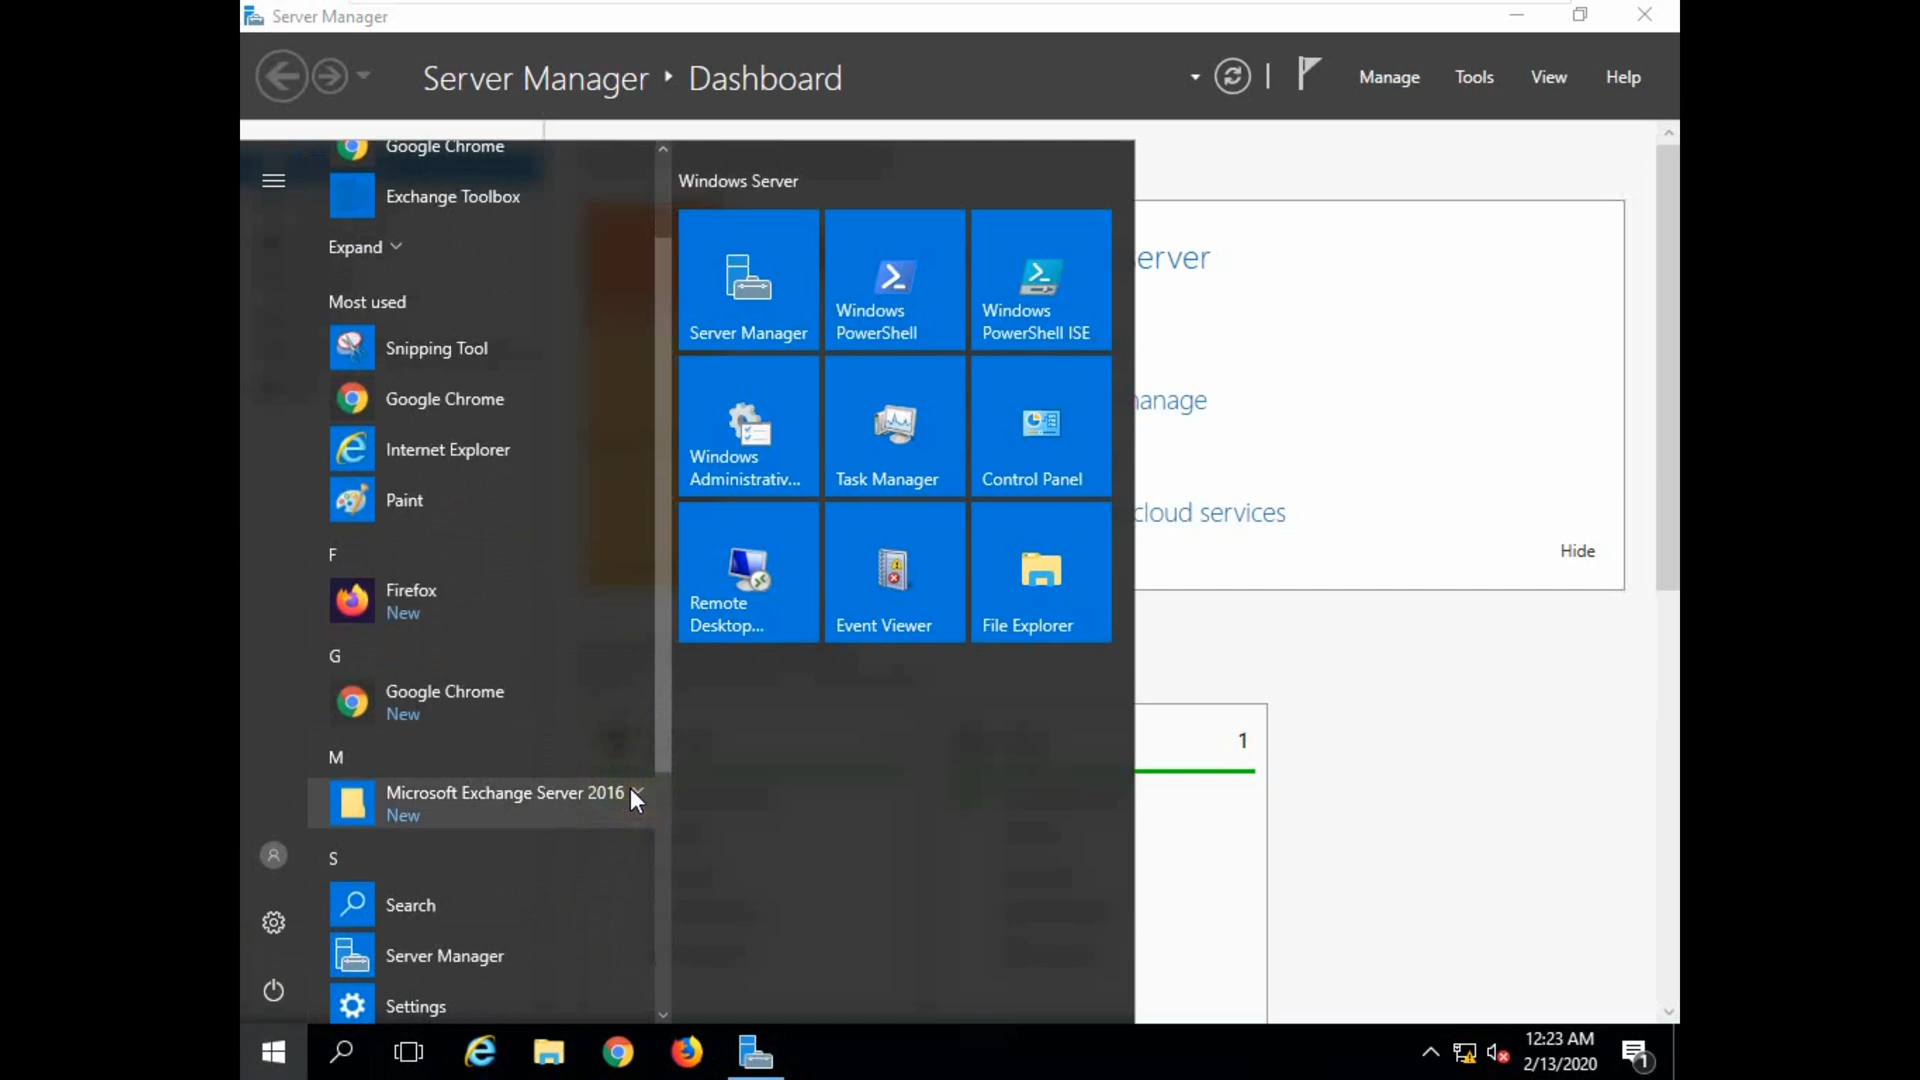 Server Manager
Server Manager
Dashboard
Manage
Tools
View
Help
Google Chrome
Exchange Toolbox
Expand
Most used
Snipping Tool
Google Chrome
Internet Explorer
Paint
F
Firefox
New
G
Google Chrome
New
M
Microsoft Exchange Server 2016
New
S
Search
Server Manager
Settings
Windows Server
Server Manager
Windows
PowerShell
Windows
PowerShell ISE
Windows
Administrativ...
Task Manager
Control Panel
Remote
Desktop...
Event Viewer
File Explorer
erver
anage
cloud services
Hide
1
12:23 AM
2/13/2020
1